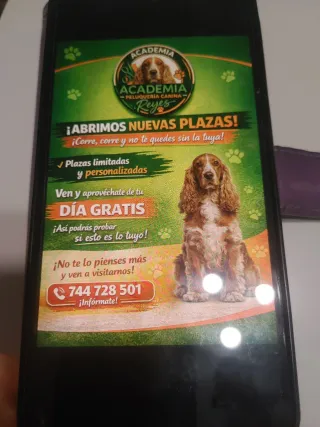 ACADEMIA
ACADEMIA
PELUQUERIA CANINA
Reyes
¡ABRIMOS NUEVAS PLAZAS!
¡Corre, corre y no te quedes sin la tuya!
✓ Plazas limitadas
y personalizadas
Ven y aprovéchate de tu
DÍA GRATIS
¡Así podrás probar
si esto es lo tuyo!
¡No te lo pienses más
y ven a visitarnos!
744 728 501
¡Infórmate!